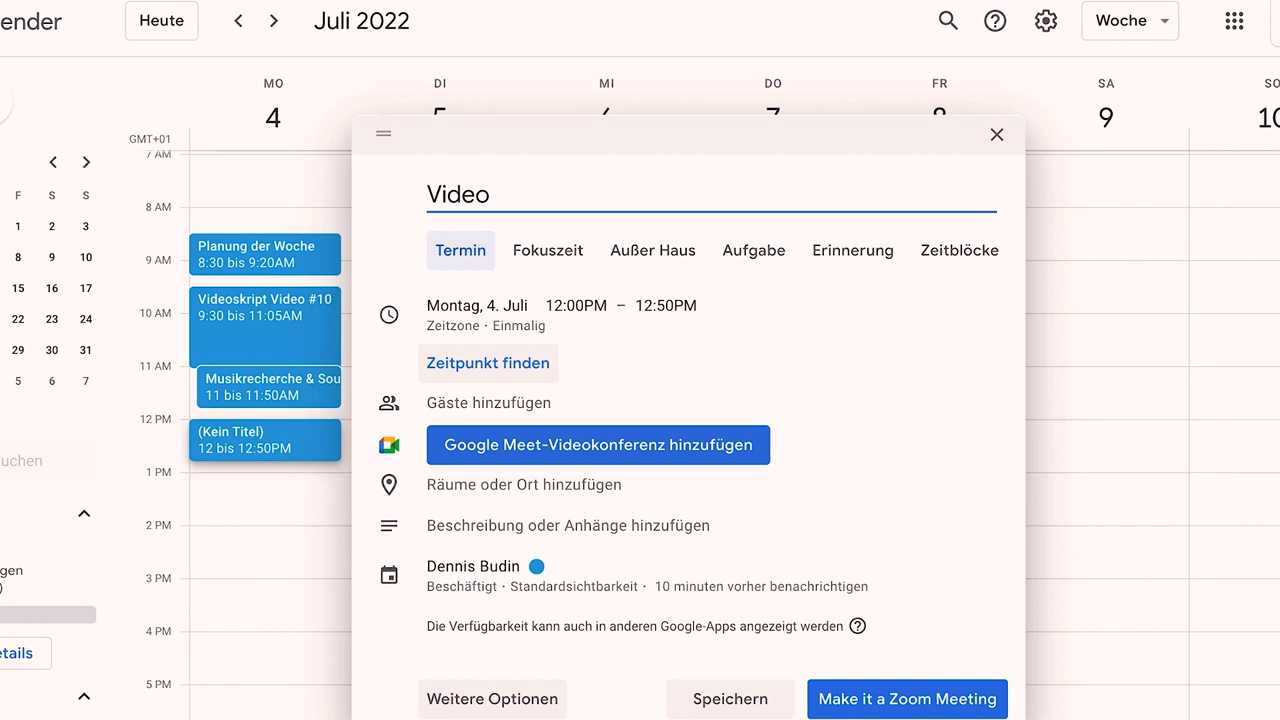 ender
Heute
Juli 2022
Woche
MO
DI
MI
DO
FR
SA
SO
4
9
10
GMT+01
7 AM
8 AM
9 AM
10 AM
11 AM
12 PM
1 PM
2 PM
3 PM
4 PM
5 PM
F S S
1 2 3
8 9 10
15 16 17
22 23 24
29 30 31
5 6 7
uchen
gen
)
etails
Planung der Woche
8:30 bis 9:20AM
Videoskript Video #10
9:30 bis 11:05AM
Musikrecherche & Sou
11 bis 11:50AM
(Kein Titel)
12 bis 12:50PM
Video
Termin Fokuszeit Außer Haus Aufgabe Erinnerung Zeitblöcke
Montag, 4. Juli 12:00PM – 12:50PM
Zeitzone · Einmalig
Zeitpunkt finden
Gäste hinzufügen
Google Meet-Videokonferenz hinzufügen
Räume oder Ort hinzufügen
Beschreibung oder Anhänge hinzufügen
Dennis Budin
Beschäftigt · Standardsichtbarkeit · 10 minuten vorher benachrichtigen
Die Verfügbarkeit kann auch in anderen Google-Apps angezeigt werden
Weitere Optionen
Speichern
Make it a Zoom Meeting